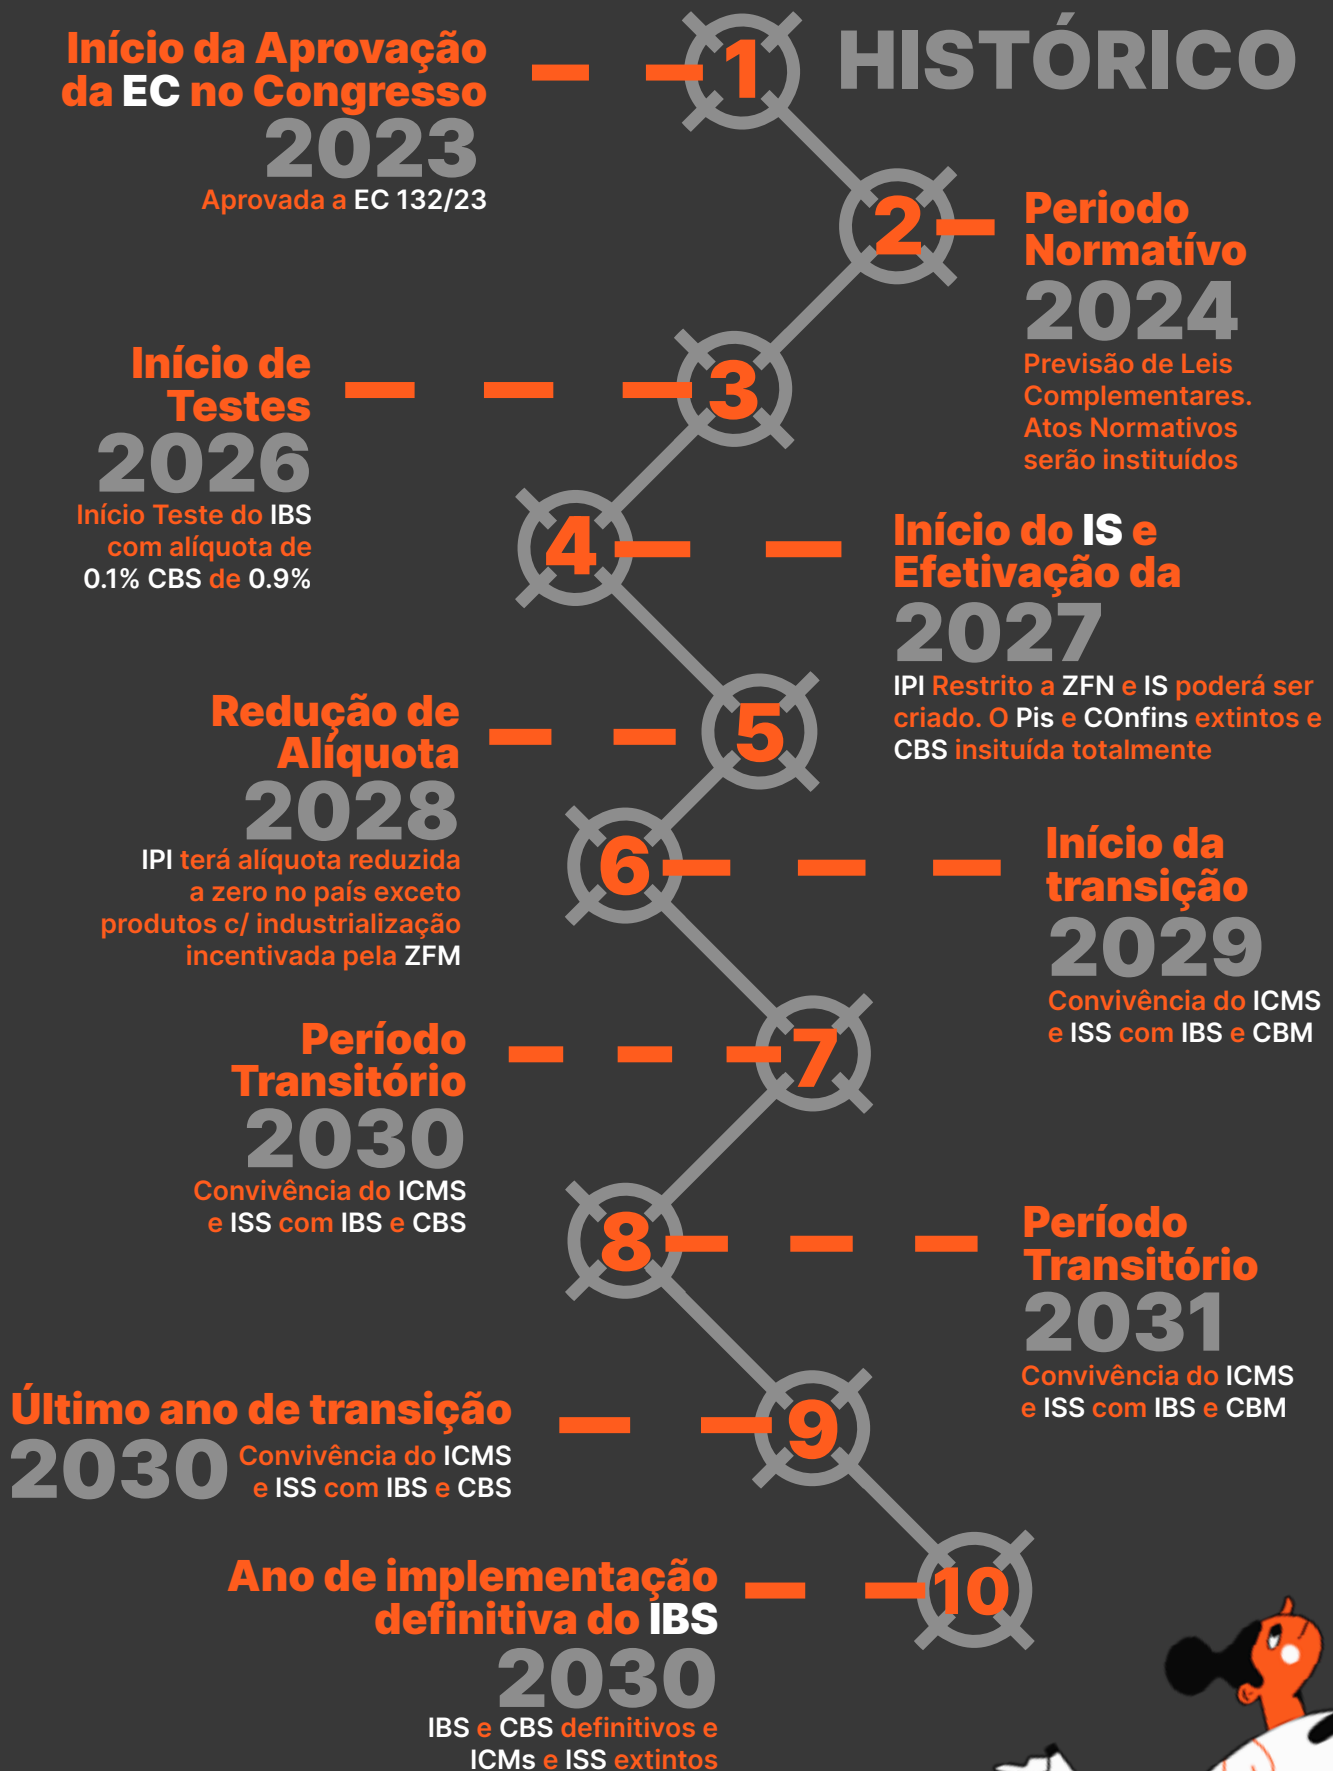 HISTÓRICO
1
Início da Aprovação
da EC no Congresso
2023
Aprovada a EC 132/23
2
Periodo
Normatívo
2024
Previsão de Leis
Complementares.
Atos Normativos
serão instituídos
3
Início de
Testes
2026
Início Teste do IBS
com alíquota de
0.1% CBS de 0.9%
4
Início do IS e
Efetivação da
2027
IPI Restrito a ZFN e IS poderá ser
criado. O Pis e COnfins extintos e
CBS insituída totalmente
5
Redução de
Alíquota
2028
IPI terá alíquota reduzida
a zero no país exceto
produtos c/ industrialização
incentivada pela ZFM
6
Início da
transição
2029
Convivência do ICMS
e ISS com IBS e CBM
7
Período
Transitório
2030
Convivência do ICMS
e ISS com IBS e CBS
8
Período
Transitório
2031
Convivência do ICMS
e ISS com IBS e CBM
9
Último ano de transição
2030
Convivência do ICMS
e ISS com IBS e CBS
10
Ano de implementação
definitiva do IBS
2030
IBS e CBS definitivos e
ICMs e ISS extintos